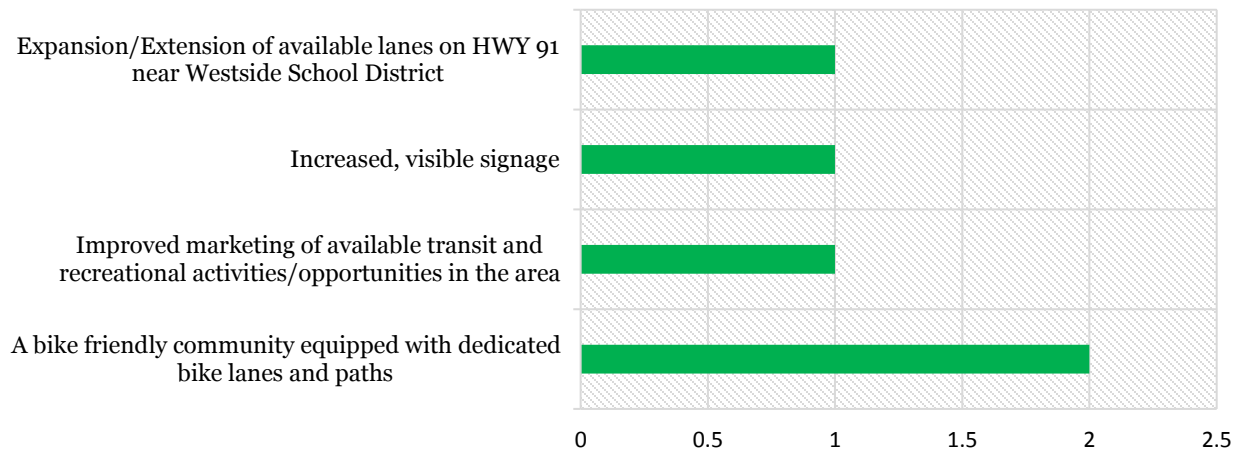 Expansion/Extension of available lanes on HWY 91
near Westside School District
Increased, visible signage
Improved marketing of available transit and
recreational activities/opportunities in the area
A bike friendly community equipped with dedicated
bike lanes and paths
0 0.5 1 1.5 2 2.5